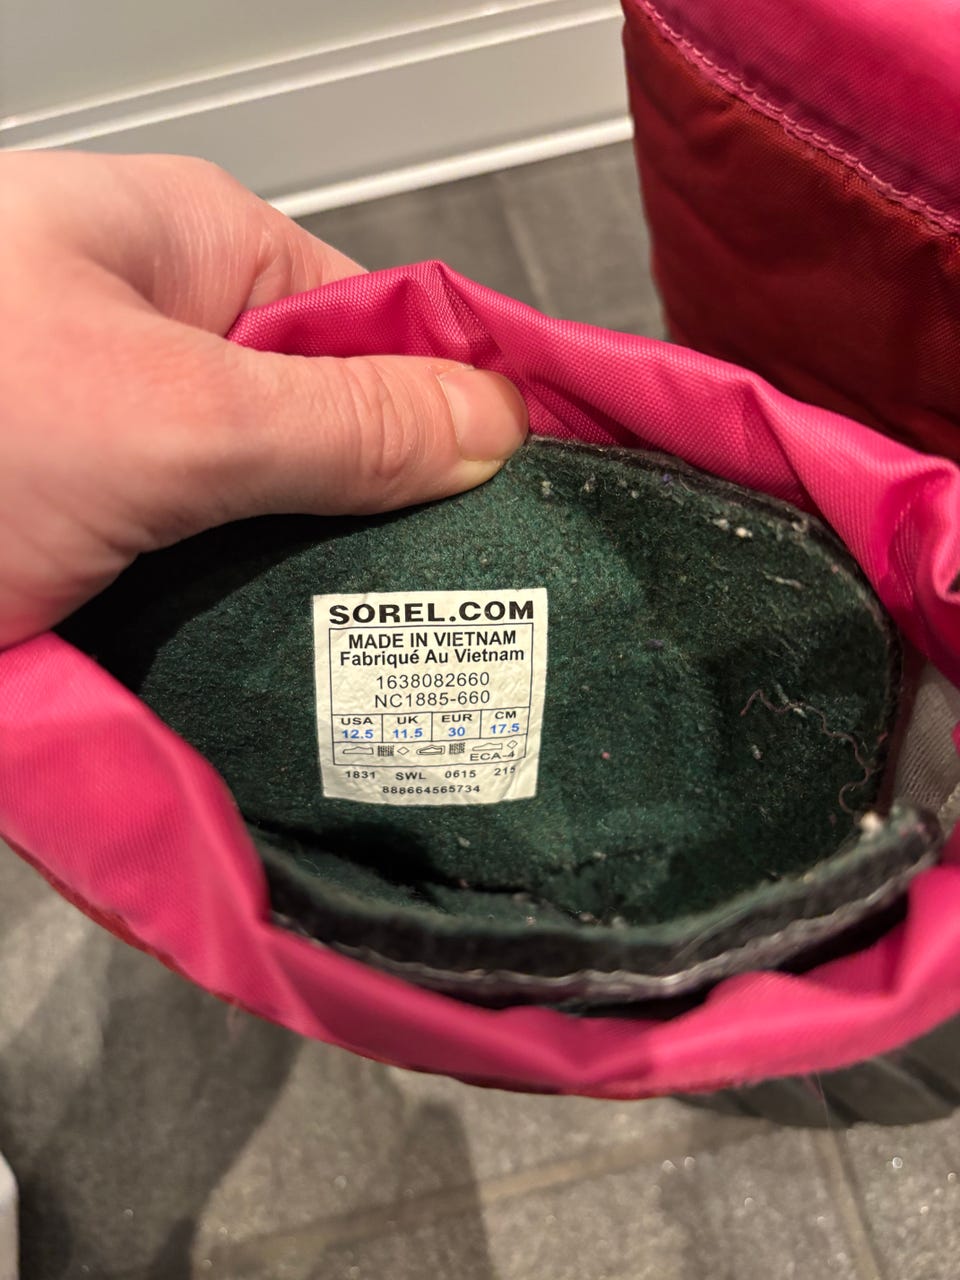 SOREL.COM
MADE IN VIETNAM
Fabriqué Au Vietnam
1638082660
NC1885-660
USA UK EUR CM
12.5 11.5 30 17.5
ECA-4
1831 SWL 0615 215
888664565734